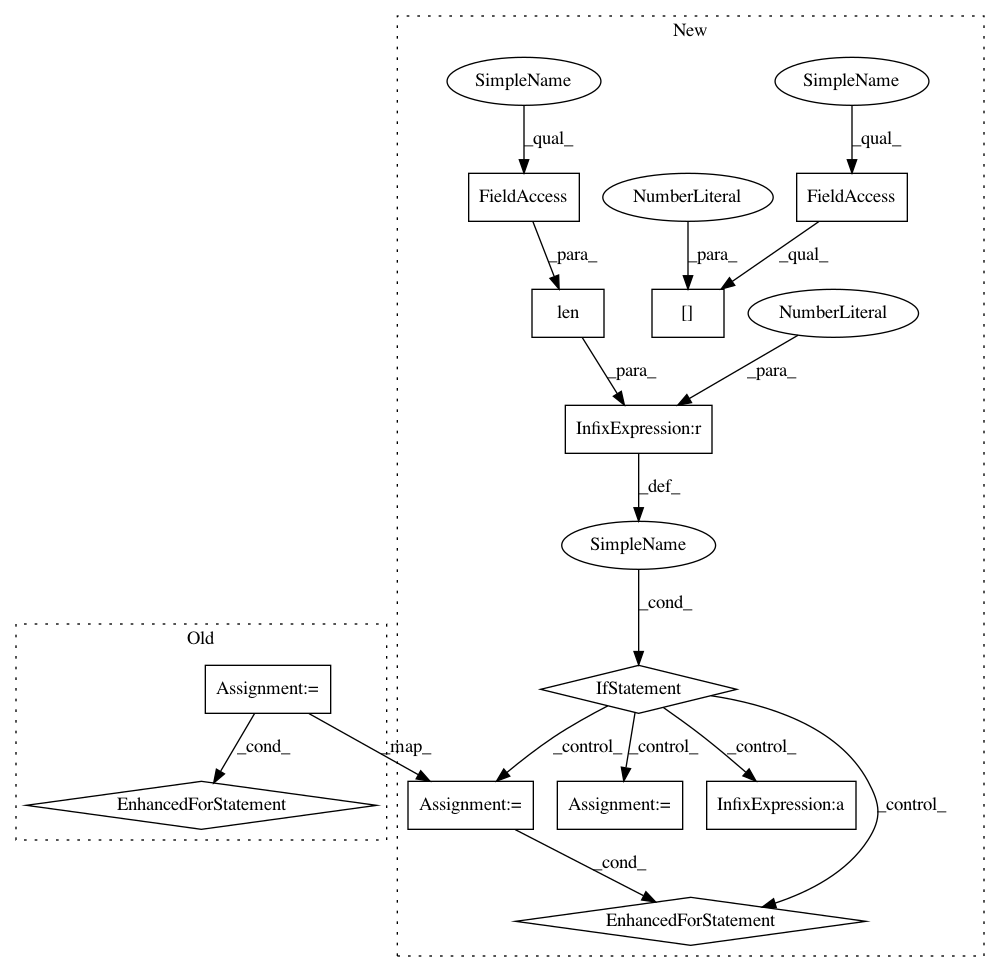 New
SimpleName
SimpleName
_qual_
_qual_
FieldAccess
NumberLiteral
FieldAccess
_para_
_para_
_qual_
len
[]
NumberLiteral
_para_
_para_
InfixExpression:r
_def_
SimpleName
_cond_
Old
Assignment:=
IfStatement
_cond_
_map_
_control_
_control_
_control_
_control_
EnhancedForStatement
Assignment:=
Assignment:=
InfixExpression:a
_cond_
EnhancedForStatement